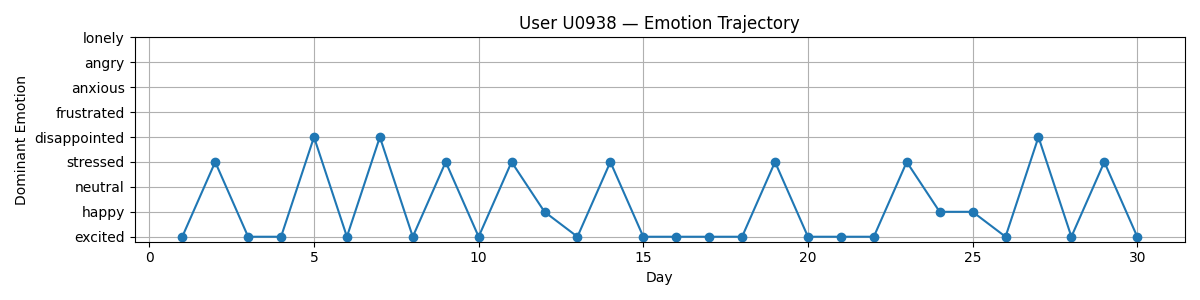 User U0938 — Emotion Trajectory
Dominant Emotion
lonely
angry
anxious
frustrated
disappointed
stressed
neutral
happy
excited
0 5 10 15 20 25 30
Day